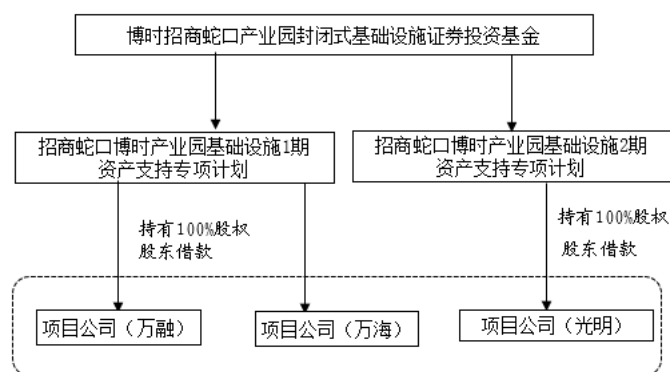 博时招商蛇口产业园封闭式基础设施证券投资基金
招商蛇口博时产业园基础设施1期
资产支持专项计划
招商蛇口博时产业园基础设施2期
资产支持专项计划
持有100%股权
股东借款
持有100%股权
股东借款
项目公司（万融）
项目公司（万海）
项目公司（光明）